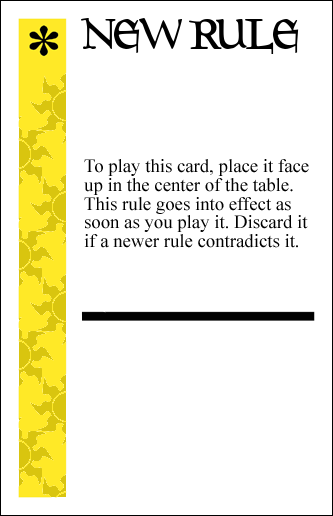 * NEW RULE
To play this card, place it face
up in the center of the table.
This rule goes into effect as
soon as you play it. Discard it
if a newer rule contradicts it.